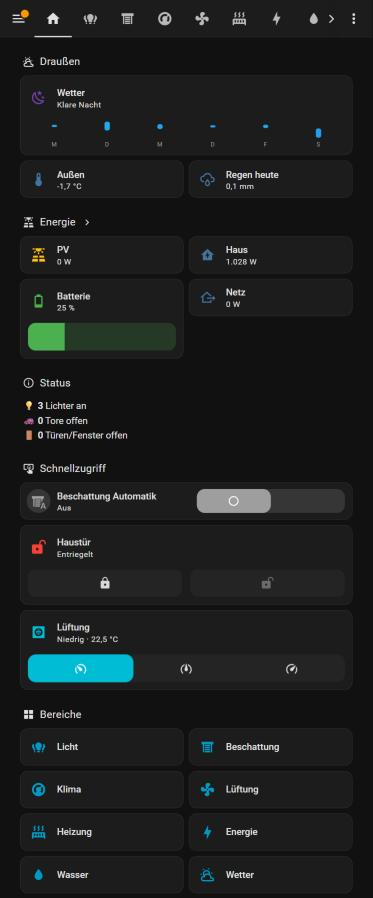 Draußen
Wetter
Klare Nacht
M D M D F S
Außen
-1,7 °C
Regen heute
0,1 mm
Energie
PV
0 W
Haus
1.028 W
Batterie
25 %
Netz
0 W
Status
3 Lichter an
0 Tore offen
0 Türen/Fenster offen
Schnellzugriff
Beschattung Automatik
Aus
Haustür
Entriegelt
Lüftung
Niedrig · 22,5 °C
Bereiche
Licht
Beschattung
Klima
Lüftung
Heizung
Energie
Wasser
Wetter